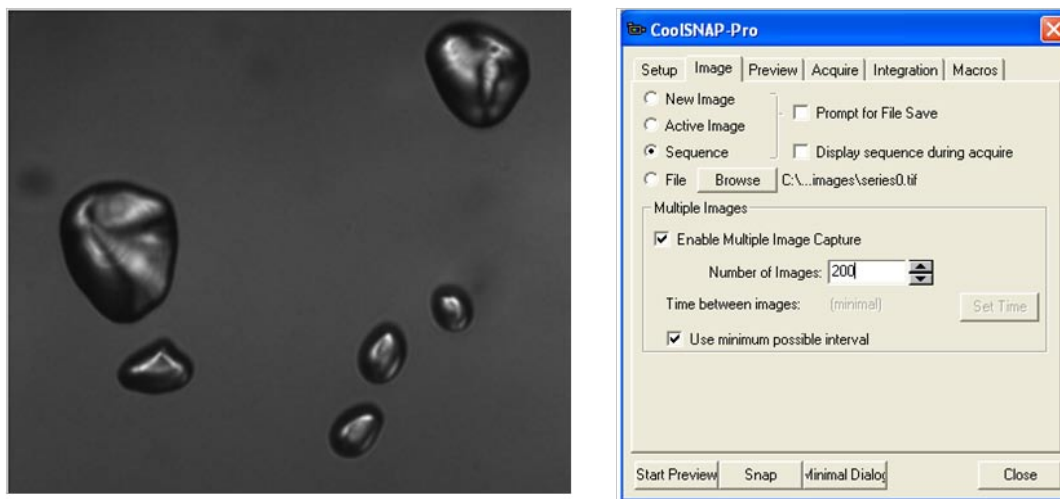 CoolSNAP-Pro
Setup Image Preview Acquire Integration Macros
New Image
Prompt for File Save
Active Image
Sequence
Display sequence during acquire
File Browse C:\...images\series0.tif
Multiple Images
Enable Multiple Image Capture
Number of Images: 200
Time between images: (minimal) Set Time
Use minimum possible interval
Start Preview Snap Minimal Dialog Close